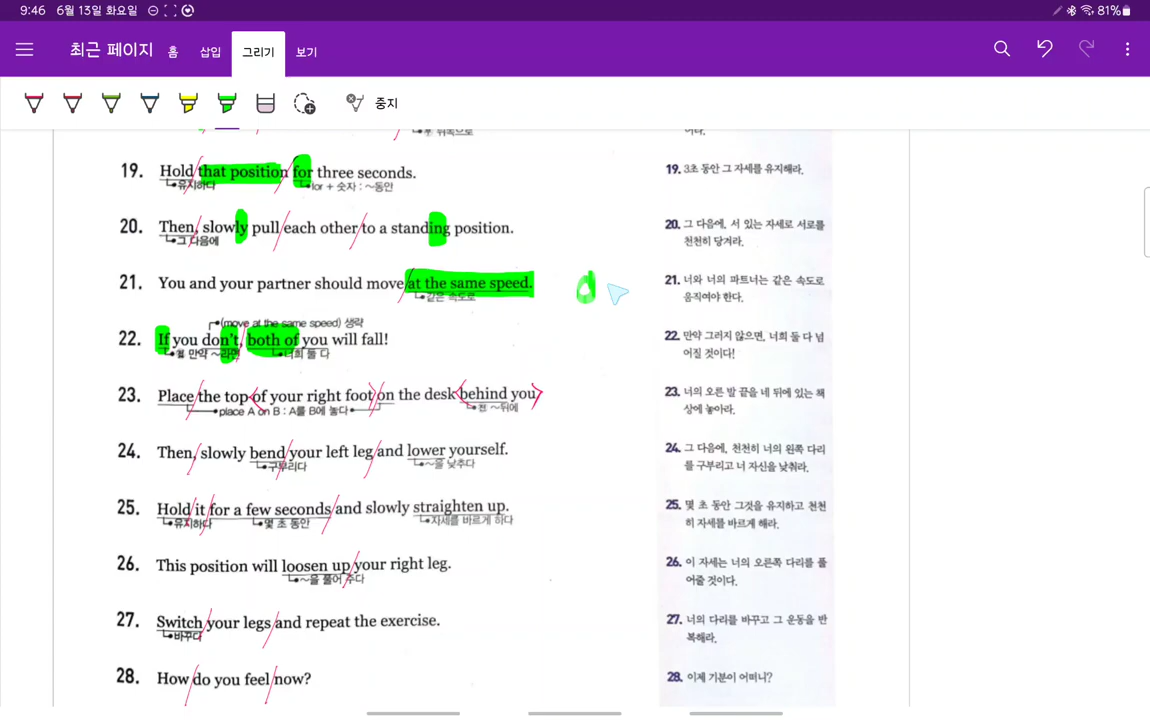 9:46 6월 13일 화요일 81%
최근 페이지 홈 삽입 그리기 보기
중지
뒤쪽으로
19. Hold that position for three seconds. 19. 3초 동안 그 자세를 유지해라.
유지하다 for + 숫자 : ~동안
20. Then, slowly pull each other to a standing position. 20. 그 다음에, 서 있는 자세로 서로를
그 다음에 천천히 당겨라.
21. You and your partner should move at the same speed. 21. 너와 너의 파트너는 같은 속도로
같은 속도로 움직여야 한다.
(move at the same speed) 생략
22. If you don't, both of you will fall! 22. 만약 그러지 않으면, 너희 둘 다 넘
접 만약 ~라면 너희 둘 다 어질 것이다!
23. Place the top of your right foot on the desk behind you. 23. 너의 오른 발 끝을 네 뒤에 있는 책
place A on B : A를 B에 놓다 전 ~뒤에 상에 놓아라.
24. Then, slowly bend your left leg and lower yourself. 24. 그 다음에, 천천히 너의 왼쪽 다리
구부리다 ~을 낮추다 를 구부리고 너 자신을 낮춰라.
25. Hold it for a few seconds and slowly straighten up. 25. 몇 초 동안 그것을 유지하고 천천
유지하다 몇 초 동안 자세를 바르게 하다 히 자세를 바르게 해라.
26. This position will loosen up your right leg. 26. 이 자세는 너의 오른쪽 다리를 풀
~을 풀어 주다 어줄 것이다.
27. Switch your legs and repeat the exercise. 27. 너의 다리를 바꾸고 그 운동을 반
바꾸다 복해라.
28. How do you feel now? 28. 이제 기분이 어떠니?